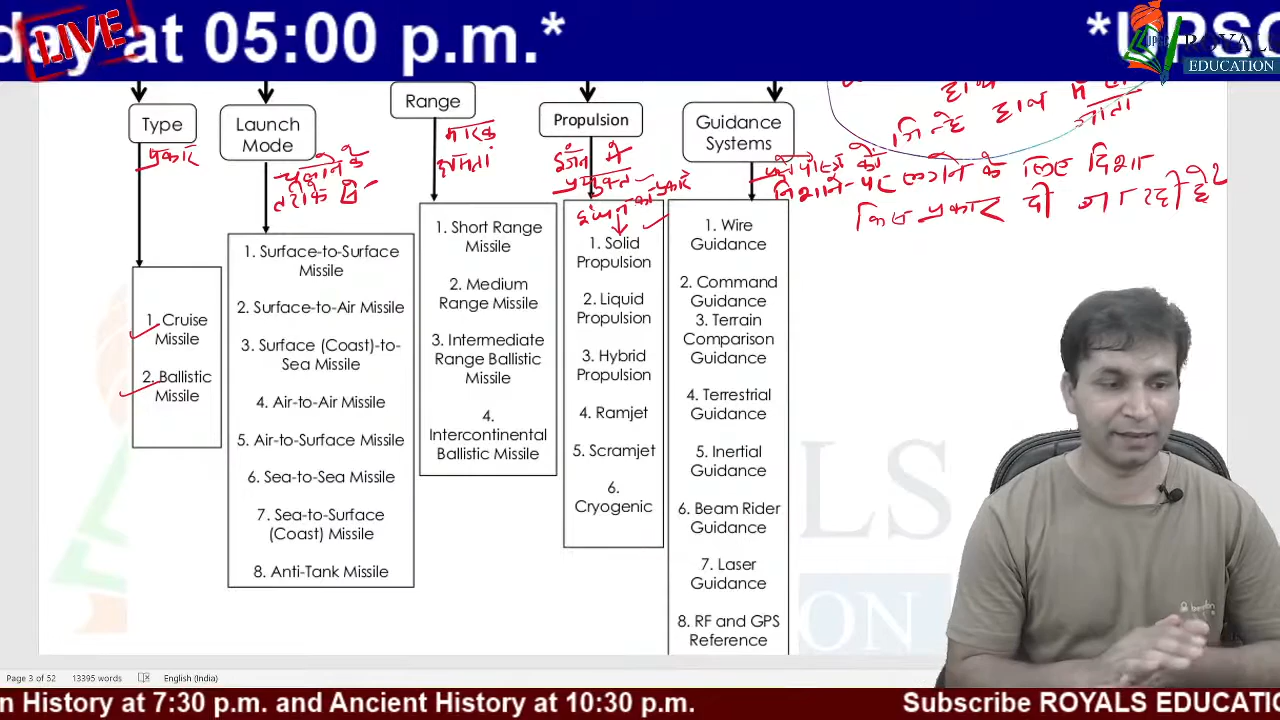 day at 05:00 p.m.* *UPSC
LIVE
SUPER ROYALS
EDUCATION
हाथ
जिन्हे हाथ में
जाता
Type
प्रकार
Launch
Mode
चलाने के
तरीके
Range
मारक
क्षमता
Propulsion
इंजन में
प्रयुक्त
इंधन का प्रकार
Guidance
Systems
को
निशाने पर लगाने के लिए दिशा
किस प्रकार दी जा रही है?
1. Cruise
Missile
2. Ballistic
Missile
1. Surface-to-Surface
Missile
2. Surface-to-Air Missile
3. Surface (Coast)-to-
Sea Missile
4. Air-to-Air Missile
5. Air-to-Surface Missile
6. Sea-to-Sea Missile
7. Sea-to-Surface
(Coast) Missile
8. Anti-Tank Missile
1. Short Range
Missile
2. Medium
Range Missile
3. Intermediate
Range Ballistic
Missile
4.
Intercontinental
Ballistic Missile
1. Solid
Propulsion
2. Liquid
Propulsion
3. Hybrid
Propulsion
4. Ramjet
5. Scramjet
6.
Cryogenic
1. Wire
Guidance
2. Command
Guidance
3. Terrain
Comparison
Guidance
4. Terrestrial
Guidance
5. Inertial
Guidance
6. Beam Rider
Guidance
7. Laser
Guidance
8. RF and GPS
Reference
LS
ON
Page 3 of 52 13395 words English (India)
n History at 7:30 p.m. and Ancient History at 10:30 p.m. Subscribe ROYALS EDUCATIO